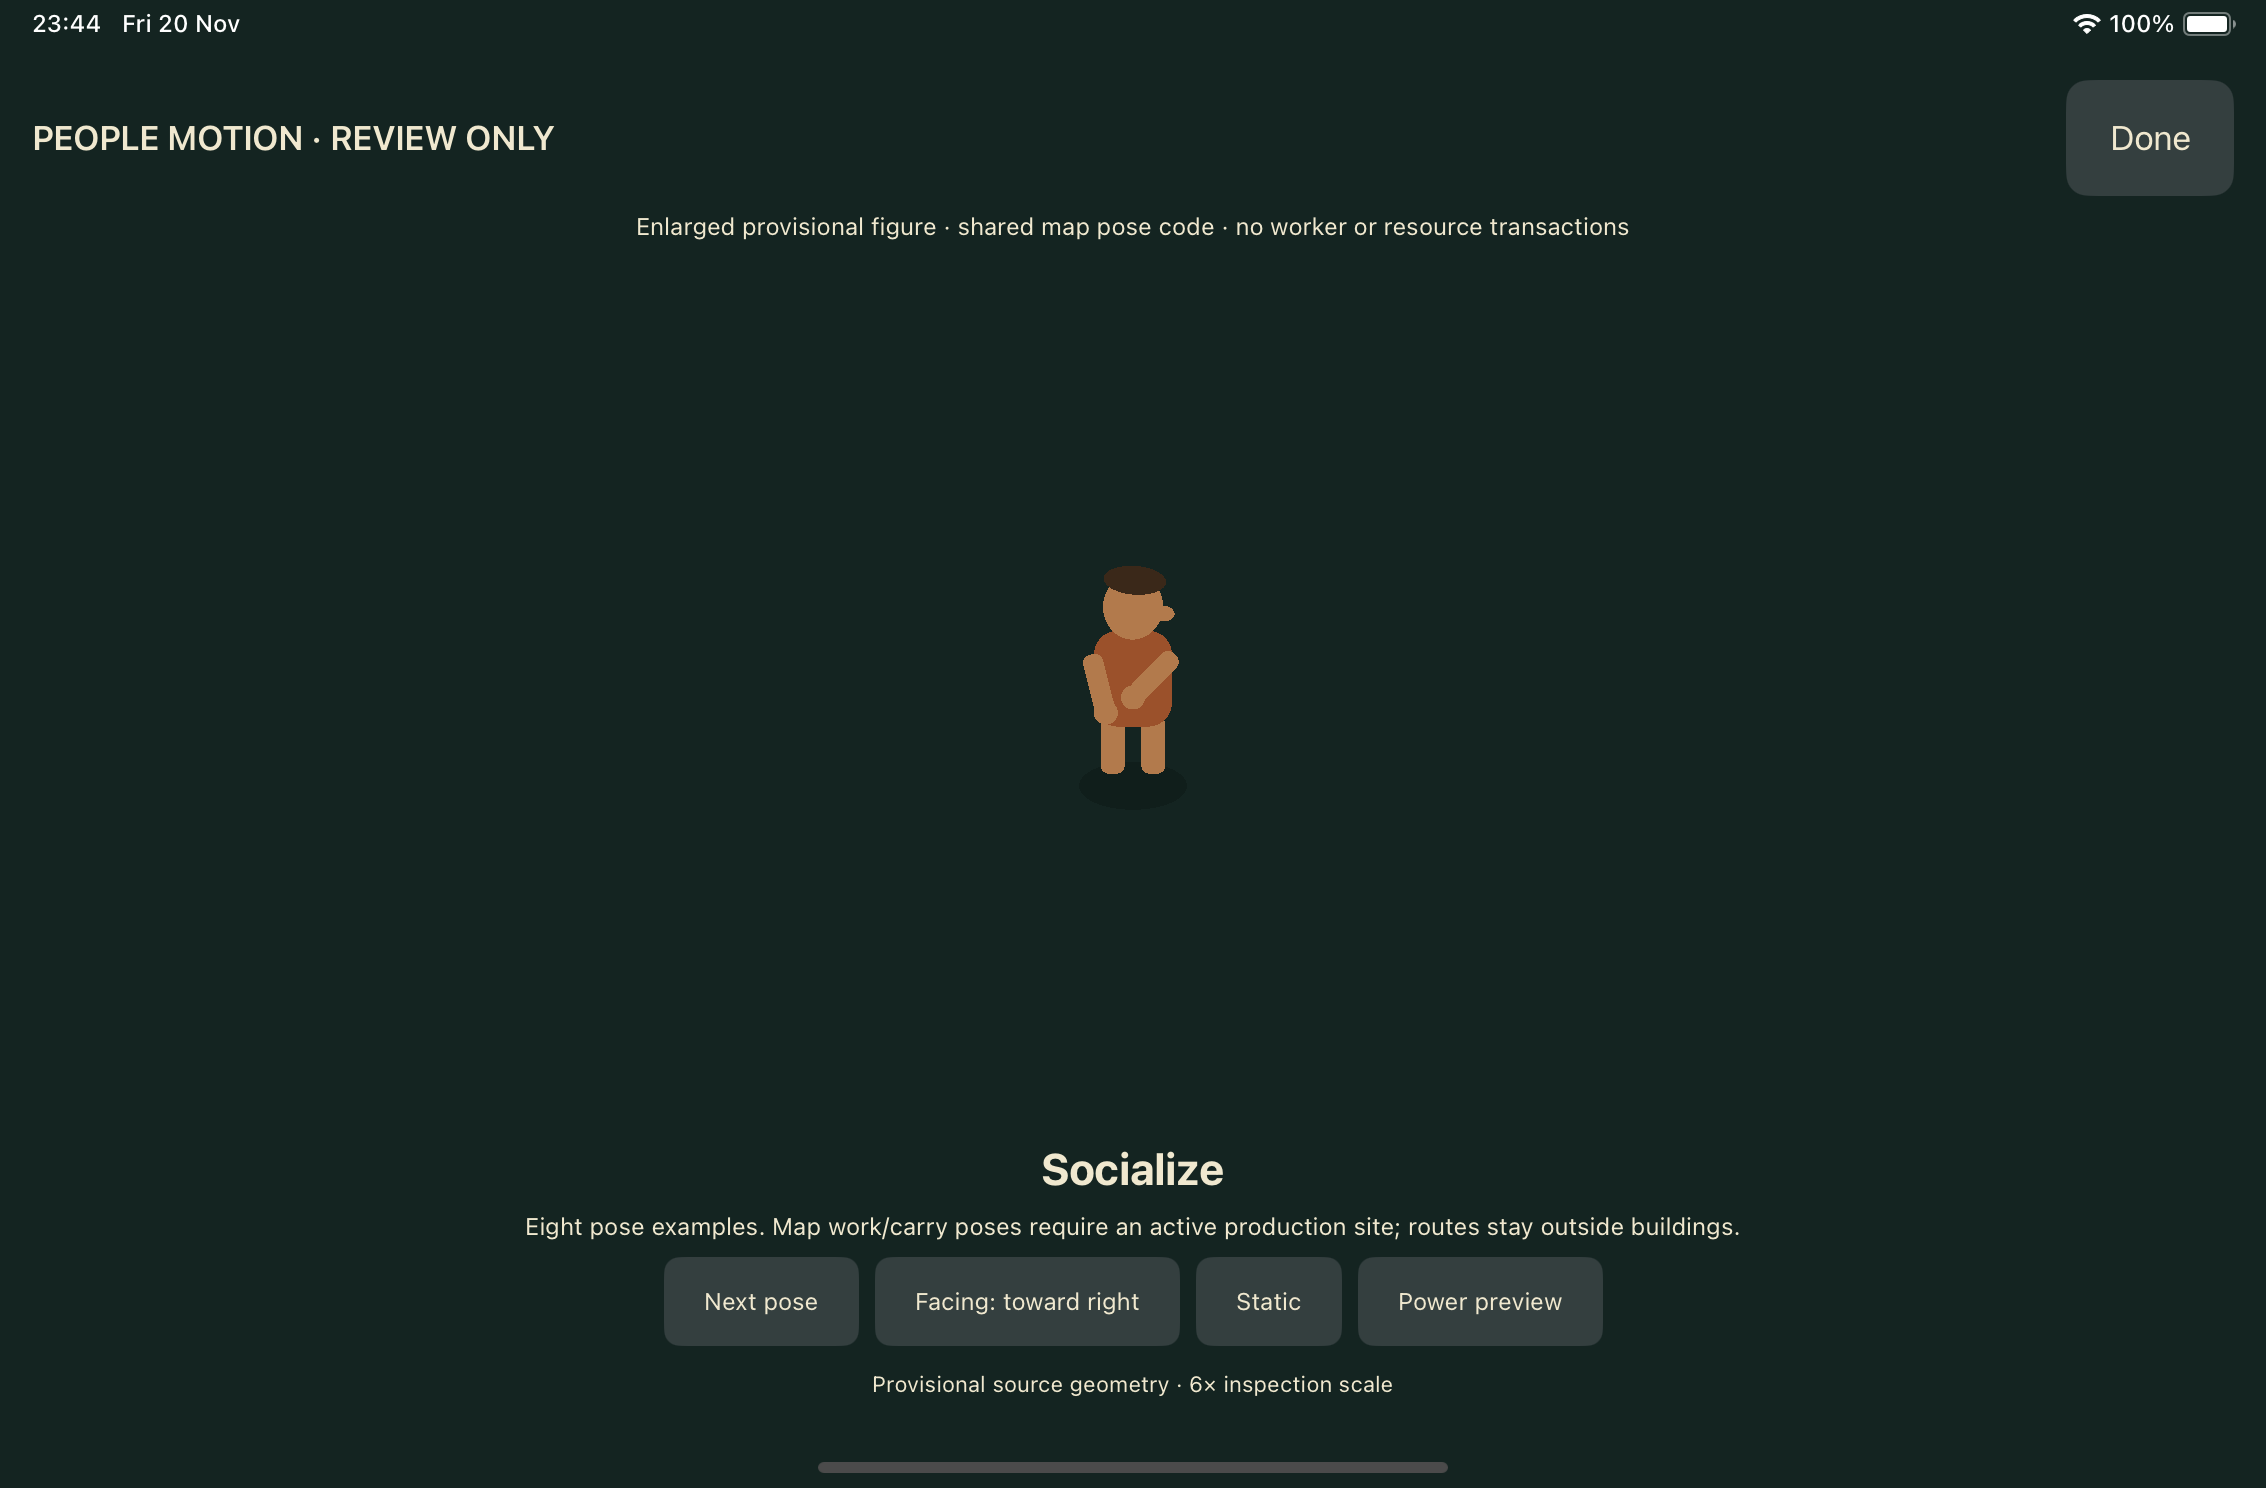 23:44 Fri 20 Nov
100%
PEOPLE MOTION · REVIEW ONLY
Done
Enlarged provisional figure · shared map pose code · no worker or resource transactions
Socialize
Eight pose examples. Map work/carry poses require an active production site; routes stay outside buildings.
Next pose
Facing: toward right
Static
Power preview
Provisional source geometry · 6× inspection scale